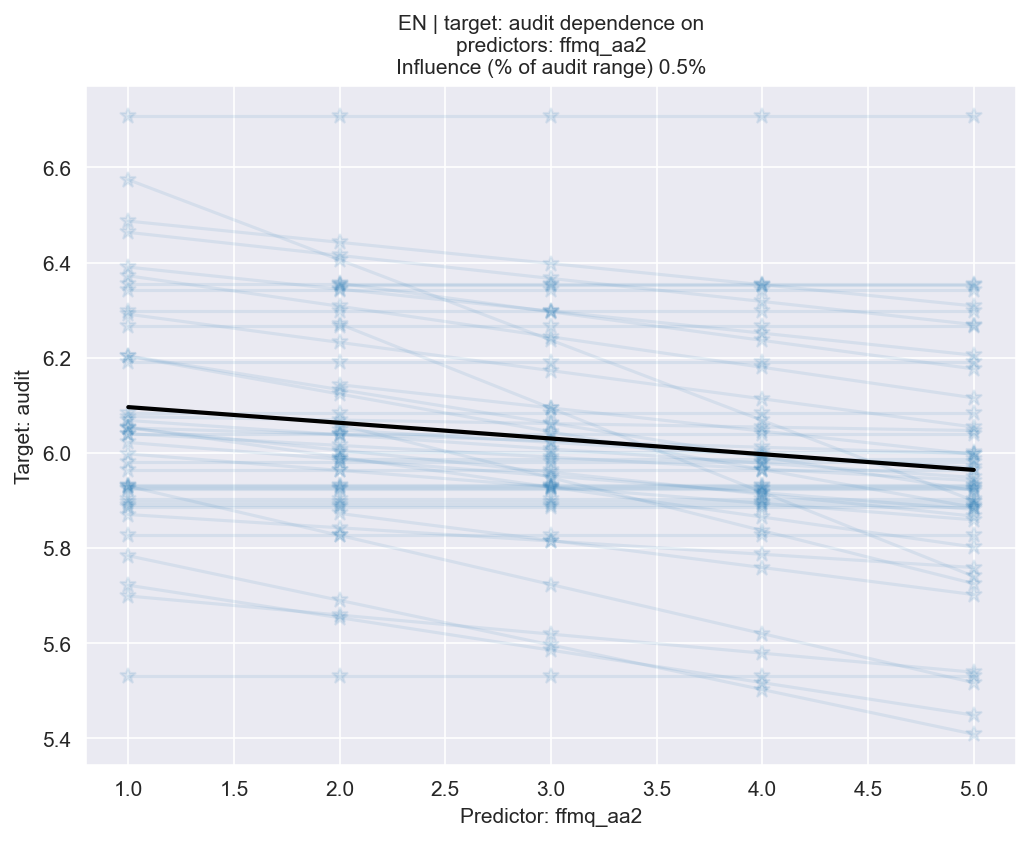 EN | target: audit dependence on
predictors: ffmq_aa2
Influence (% of audit range) 0.5%
Target: audit
6.6
6.4
6.2
6.0
5.8
5.6
5.4
1.0 1.5 2.0 2.5 3.0 3.5 4.0 4.5 5.0
Predictor: ffmq_aa2